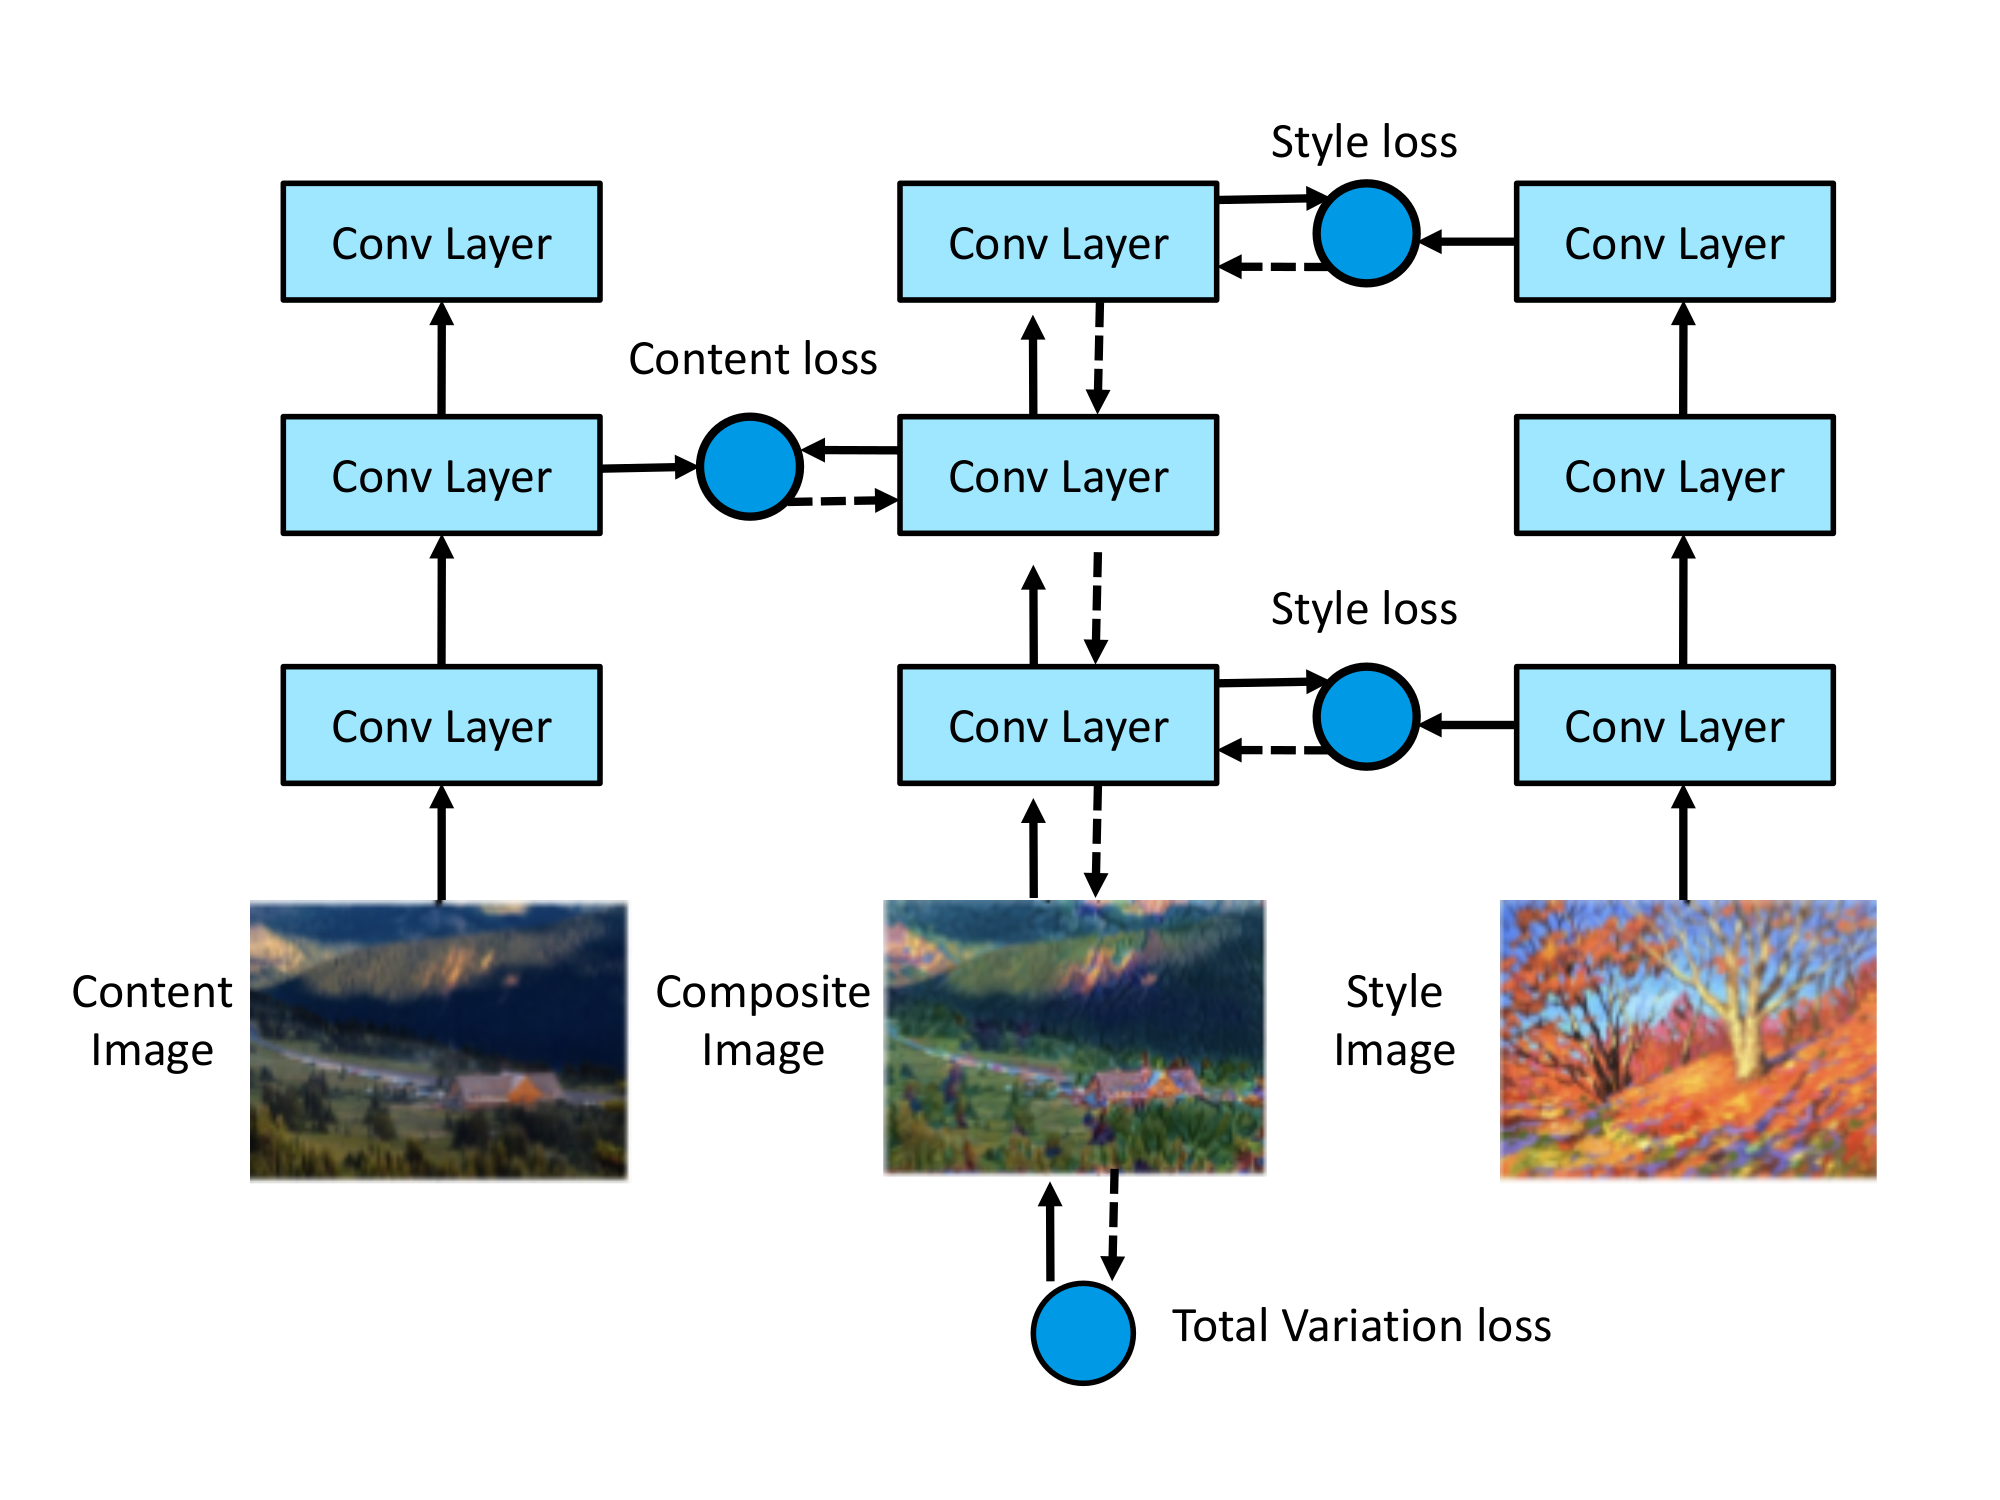 Style loss
Conv Layer
Conv Layer
Conv Layer
Content loss
Conv Layer
Conv Layer
Conv Layer
Style loss
Conv Layer
Conv Layer
Conv Layer
Content
Image
Composite
Image
Style
Image
Total Variation loss